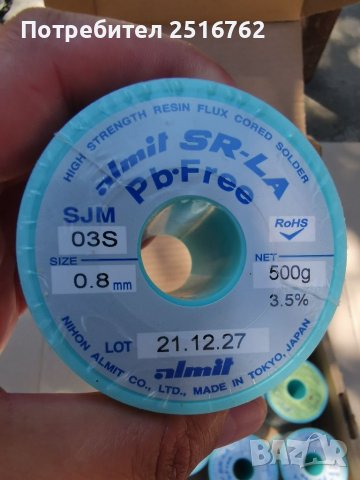 Потребител 2516762
HIGH STRENGTH RESIN FLUX CORED SOLDER
almit SR-LA
Pb·Free
SJM
03S
RoHS
SIZE
0.8 mm
NET
500g
3.5%
LOT 21.12.27
almit
NIHON ALMIT CO., LTD., MADE IN TOKYO, JAPAN
BAZAR